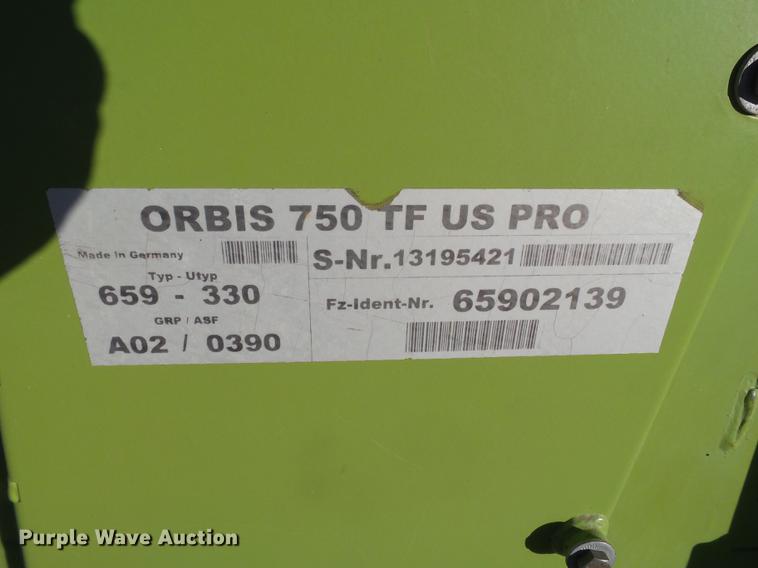 ORBIS 750 TF US PRO
Made in Germany
S-Nr.13195421
Typ - Utyp
659 - 330
Fz-Ident-Nr. 65902139
GRP / ASF
A02 / 0390
Purple Wave Auction